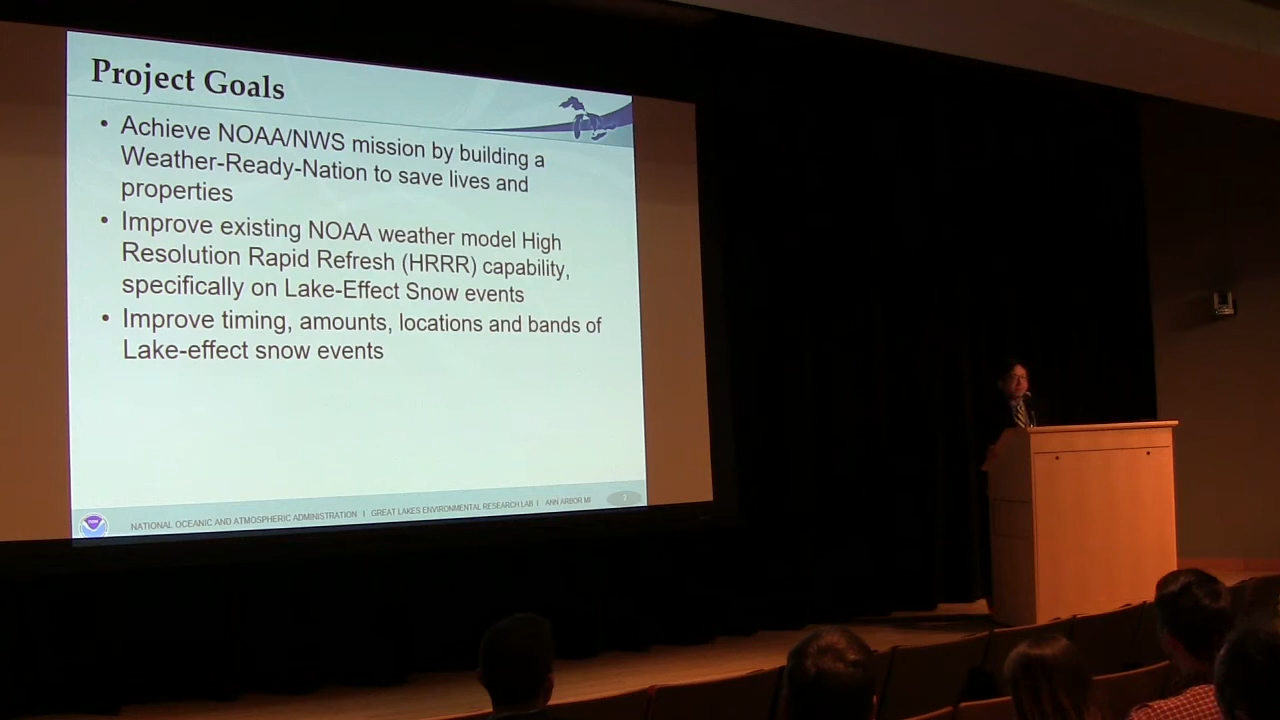 Project Goals
• Achieve NOAA/NWS mission by building a
Weather-Ready-Nation to save lives and
properties
• Improve existing NOAA weather model High
Resolution Rapid Refresh (HRRR) capability,
specifically on Lake-Effect Snow events
• Improve timing, amounts, locations and bands of
Lake-effect snow events
NATIONAL OCEANIC AND ATMOSPHERIC ADMINISTRATION | GREAT LAKES ENVIRONMENTAL RESEARCH LAB | ANN ARBOR MI